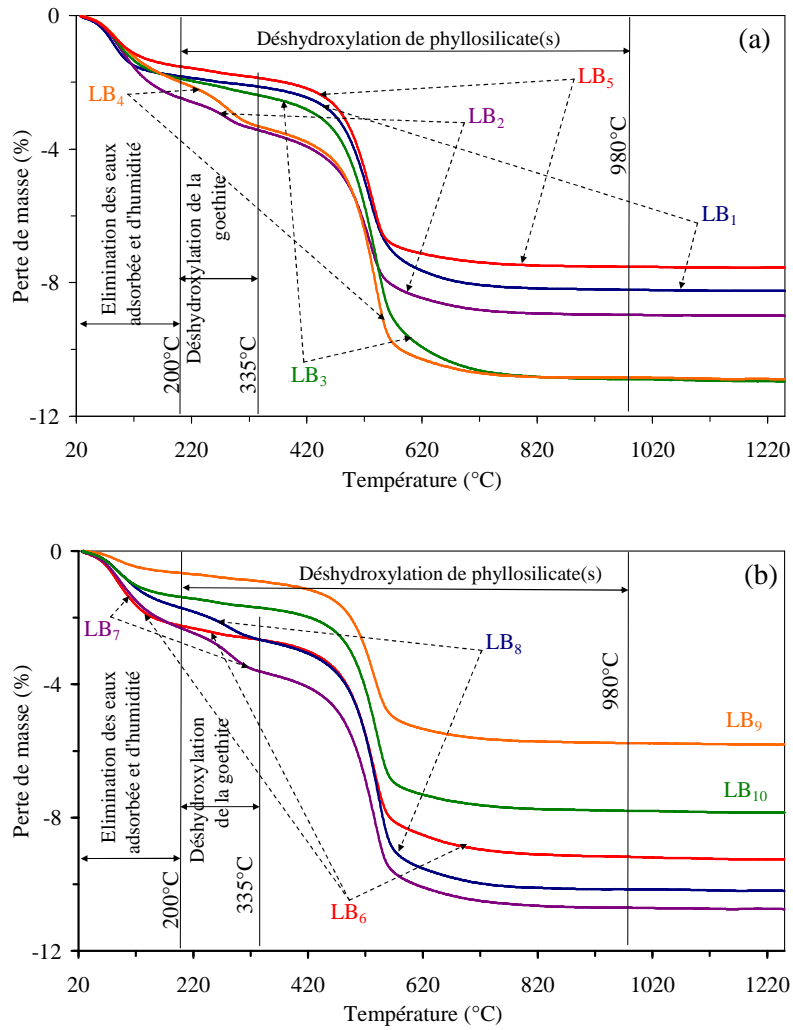 0
-4
-8
-12
Perte de masse (%)
(a)
Déshydroxylation de phyllosilicate(s)
LB4
LB5
LB2
LB1
LB3
980°C
Elimination des eaux
adsorbée et d'humidité
200°C
Déshydroxylation de la
goethite
335°C
20 220 420 620 820 1020 1220
Température (°C)
0
-4
-8
-12
Perte de masse (%)
(b)
Déshydroxylation de phyllosilicate(s)
LB7
LB8
980°C
LB9
LB10
LB6
Elimination des eaux
adsorbée et d'humidité
200°C
Déshydroxylation
de la goethite
335°C
20 220 420 620 820 1020 1220
Température (°C)